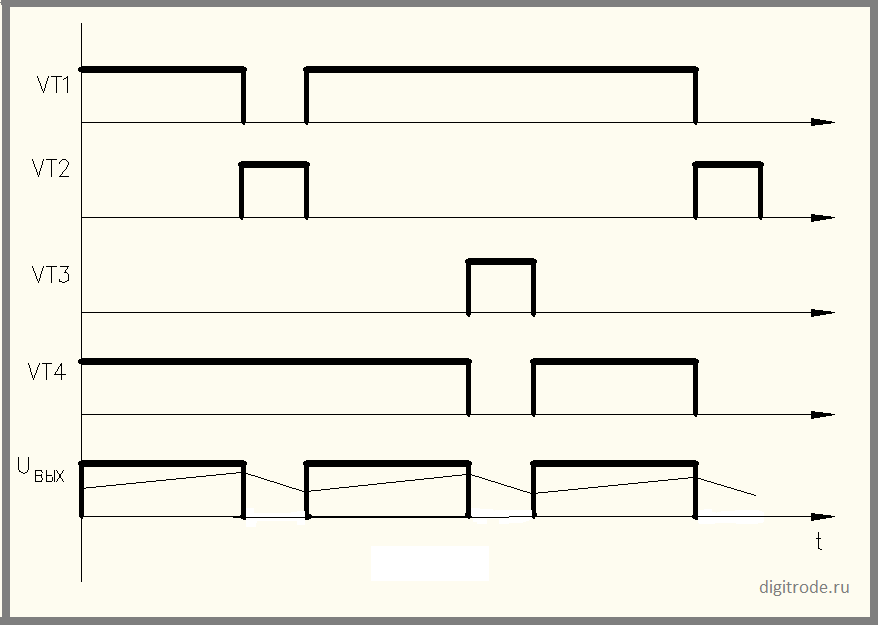 VT1
VT2
VT3
VT4
Uвых
t
digitrode.ru